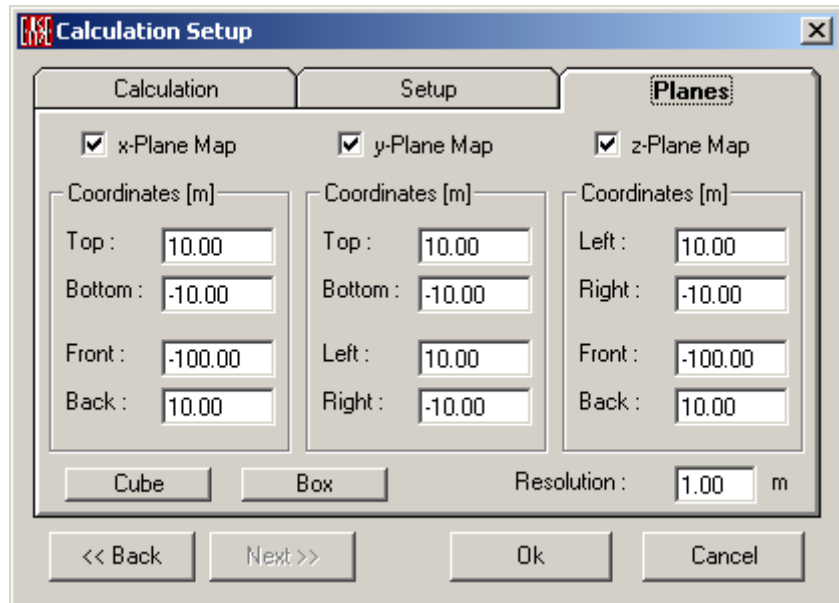 EASE
Calculation Setup
Calculation Setup Planes
x-Plane Map y-Plane Map z-Plane Map
Coordinates [m] Coordinates [m] Coordinates [m]
Top : 10.00 Top : 10.00 Left : 10.00
Bottom : -10.00 Bottom : -10.00 Right : -10.00
Front : -100.00 Left : 10.00 Front : -100.00
Back : 10.00 Right : -10.00 Back : 10.00
Cube Box Resolution : 1.00 m
<< Back Next >> Ok Cancel